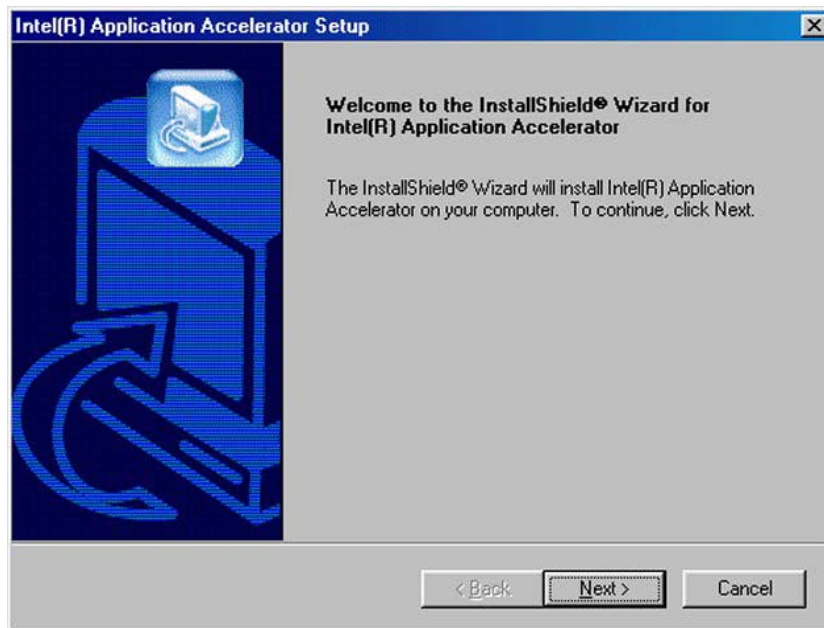 Intel(R) Application Accelerator Setup
Welcome to the InstallShield® Wizard for
Intel(R) Application Accelerator
The InstallShield® Wizard will install Intel(R) Application
Accelerator on your computer.  To continue, click Next.
< Back
Next >
Cancel